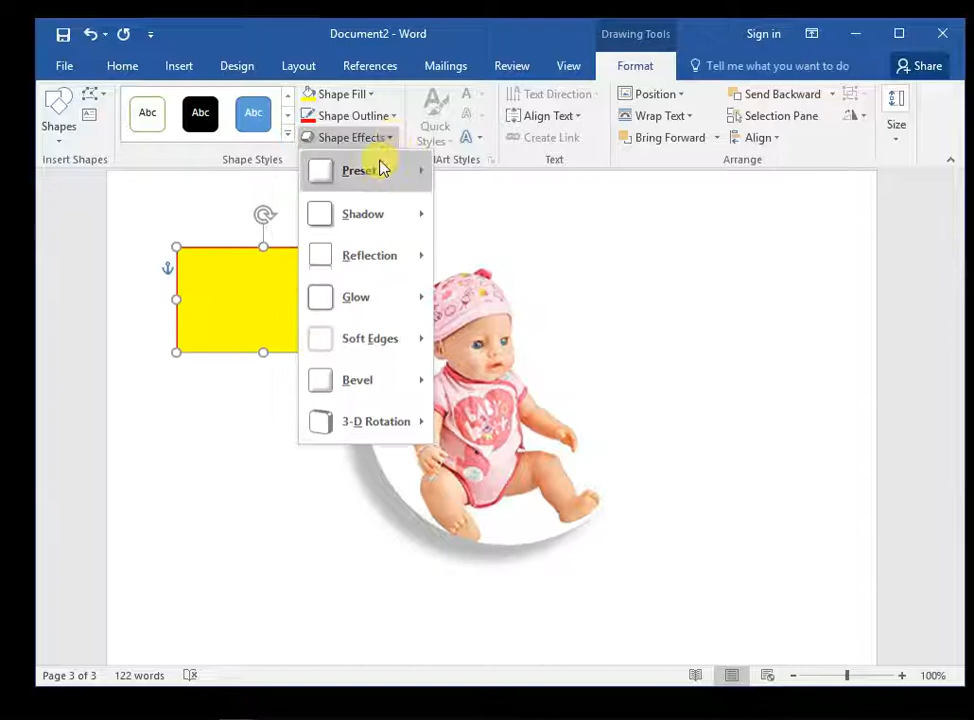 Document2 - Word
Drawing Tools
Sign in
File
Home
Insert
Design
Layout
References
Mailings
Review
View
Format
Tell me what you want to do
Share
Shapes
Insert Shapes
Abc
Abc
Abc
Shape Styles
Shape Fill
Shape Outline
Shape Effects
Quick
Styles
Art Styles
Text Direction
Align Text
Create Link
Text
Position
Wrap Text
Bring Forward
Send Backward
Selection Pane
Align
Arrange
Size
Preset
Shadow
Reflection
Glow
Soft Edges
Bevel
3-D Rotation
Page 3 of 3
122 words
100%